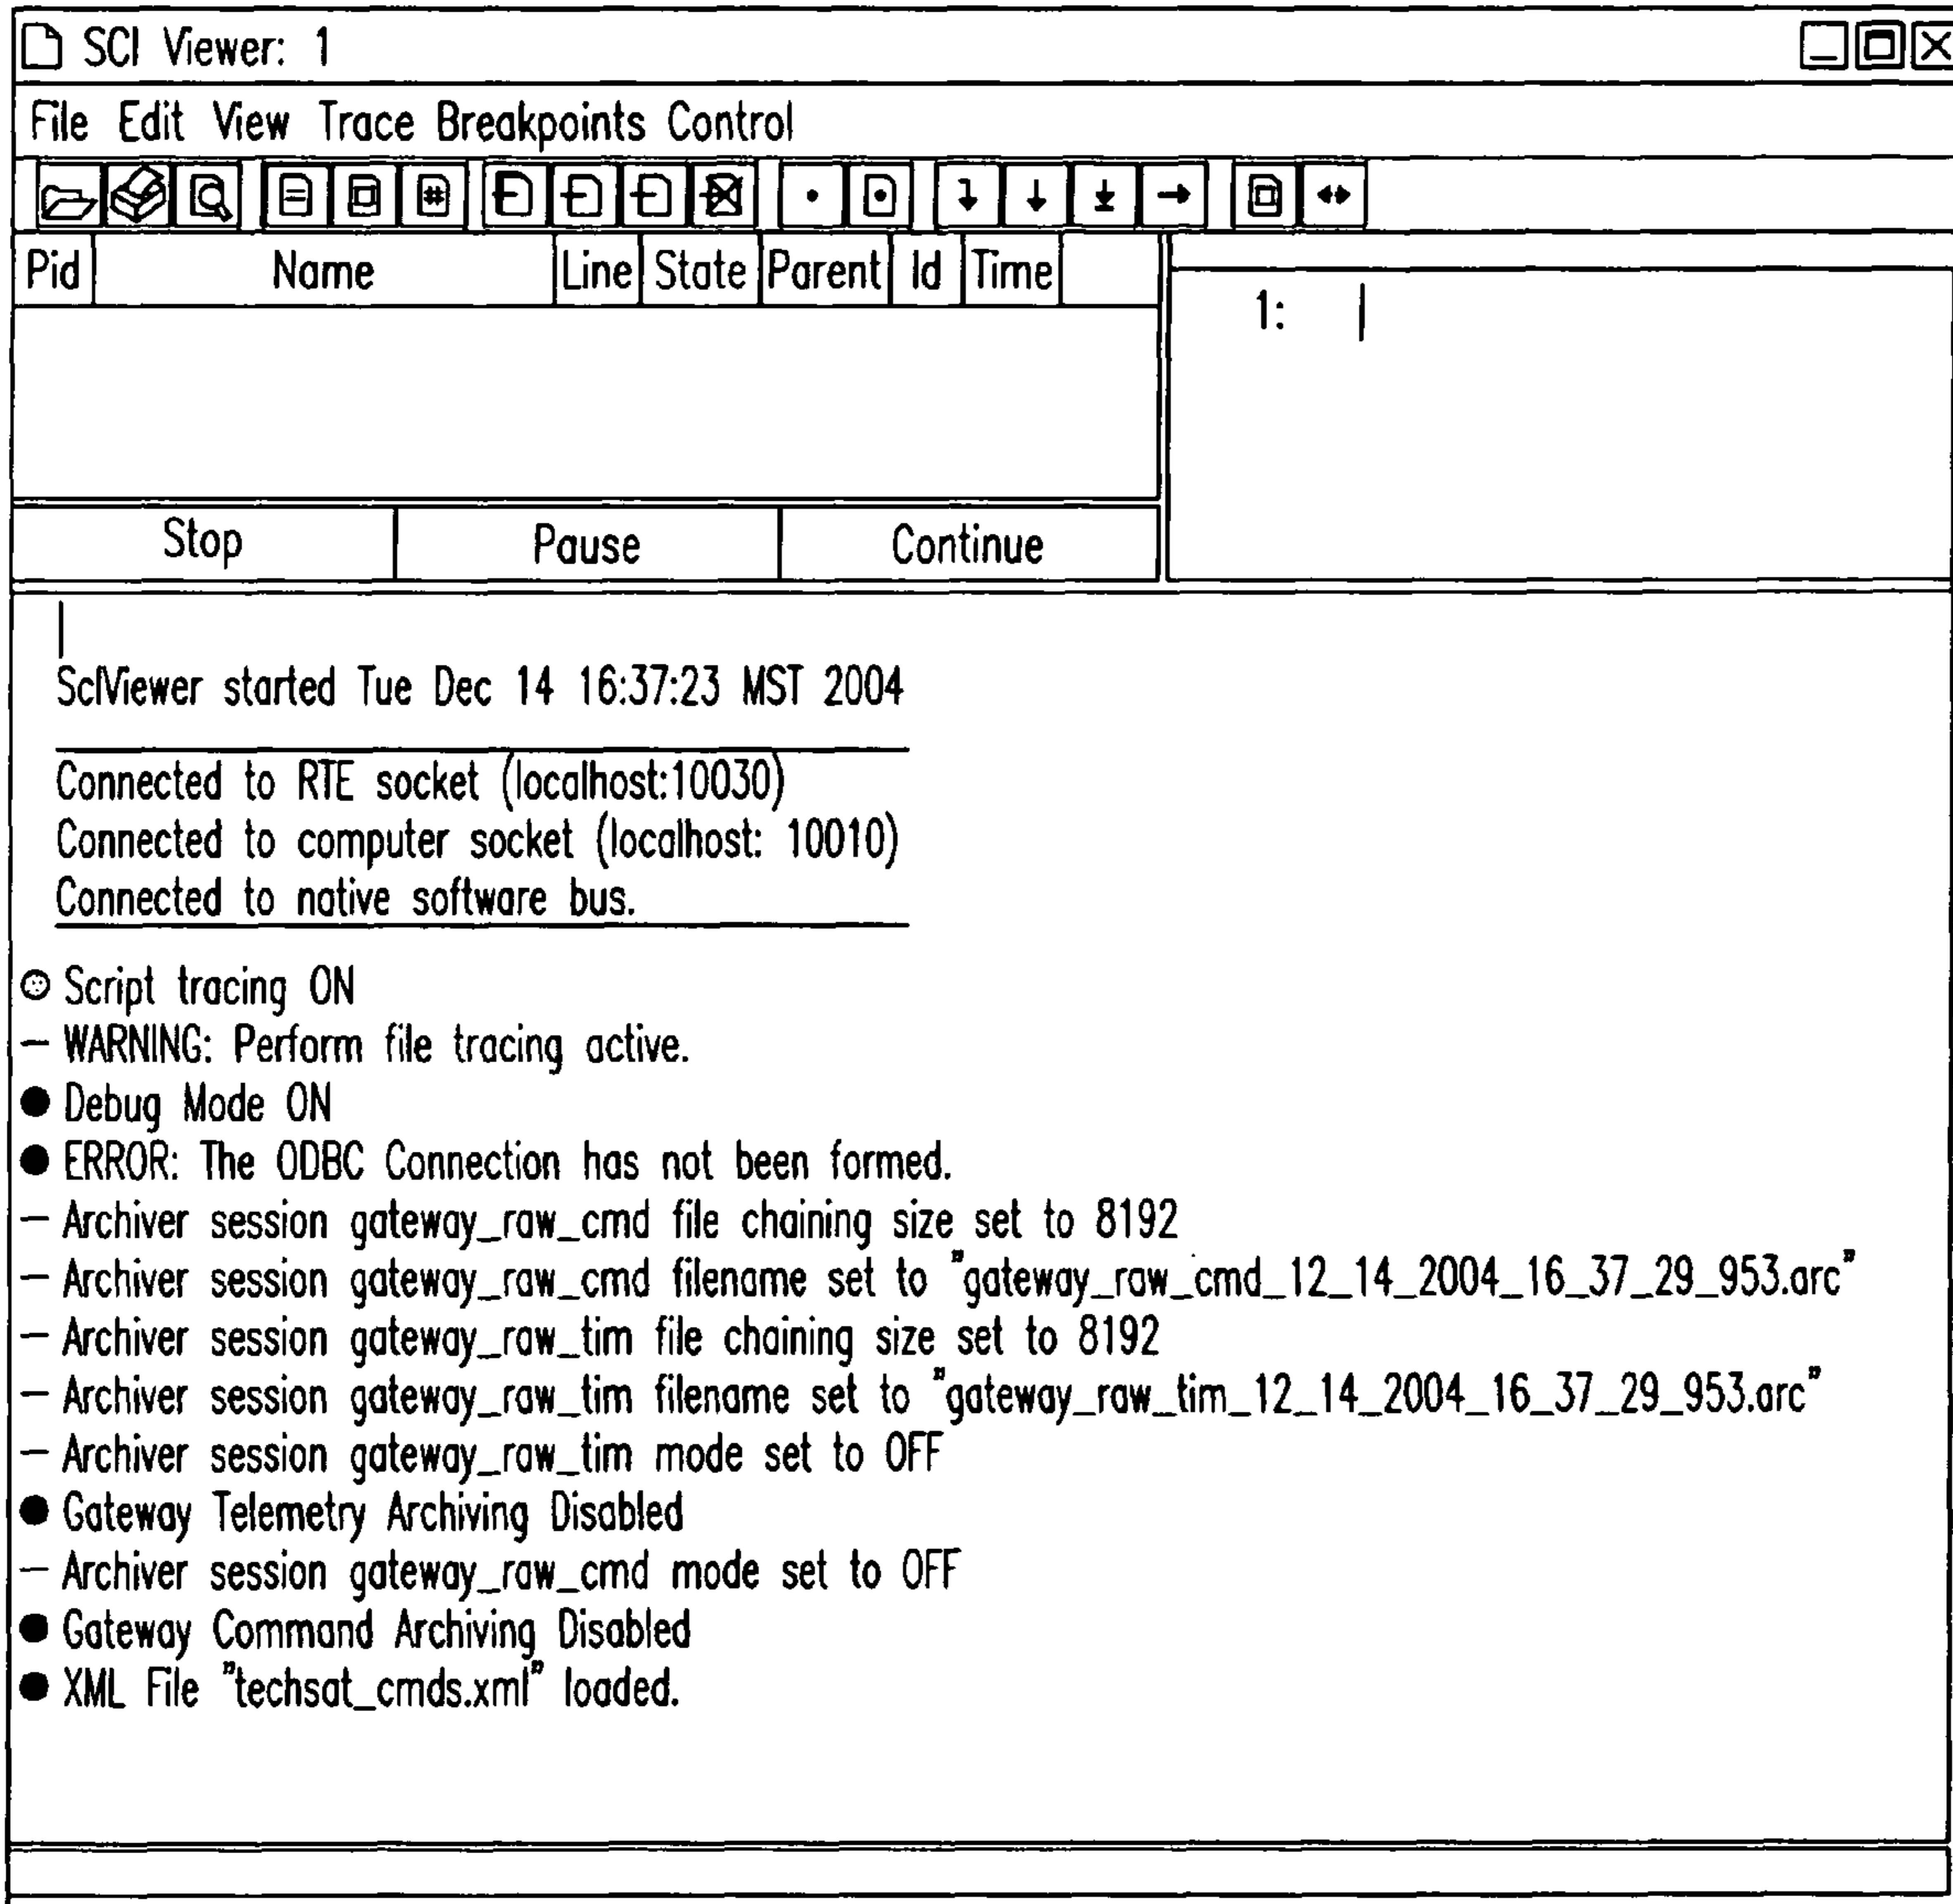 SCI Viewer: 1
File Edit View Trace Breakpoints Control
Pid Name Line State Parent Id Time
1:
Stop Pause Continue
SciViewer started Tue Dec 14 16:37:23 MST 2004
Connected to RTE socket (localhost:10030)
Connected to computer socket (localhost: 10010)
Connected to native software bus.
Script tracing ON
– WARNING: Perform file tracing active.
● Debug Mode ON
● ERROR: The ODBC Connection has not been formed.
– Archiver session gateway_raw_cmd file chaining size set to 8192
– Archiver session gateway_raw_cmd filename set to "gateway_raw_cmd_12_14_2004_16_37_29_953.arc"
– Archiver session gateway_raw_tim file chaining size set to 8192
– Archiver session gateway_raw_tim filename set to "gateway_raw_tim_12_14_2004_16_37_29_953.arc"
– Archiver session gateway_raw_tim mode set to OFF
● Gateway Telemetry Archiving Disabled
– Archiver session gateway_raw_cmd mode set to OFF
● Gateway Command Archiving Disabled
● XML File "techsat_cmds.xml" loaded.